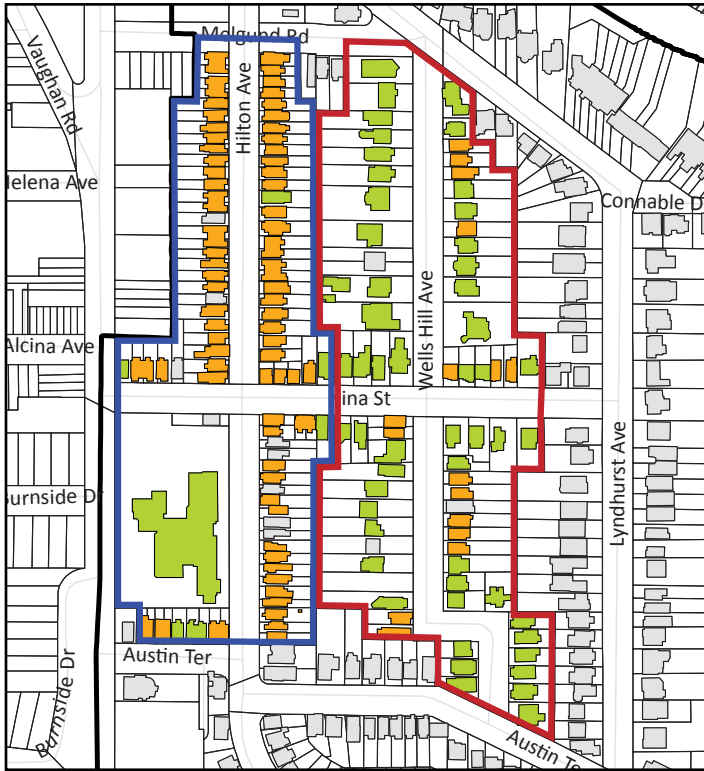 Melgund Rd
Vaughan Rd
Hilton Ave
Helena Ave
Connable D
Wells Hill Ave
Alcina Ave
ina St
Lyndhurst Ave
Burnside Dr
Austin Ter
Burnside Dr
Austin Te